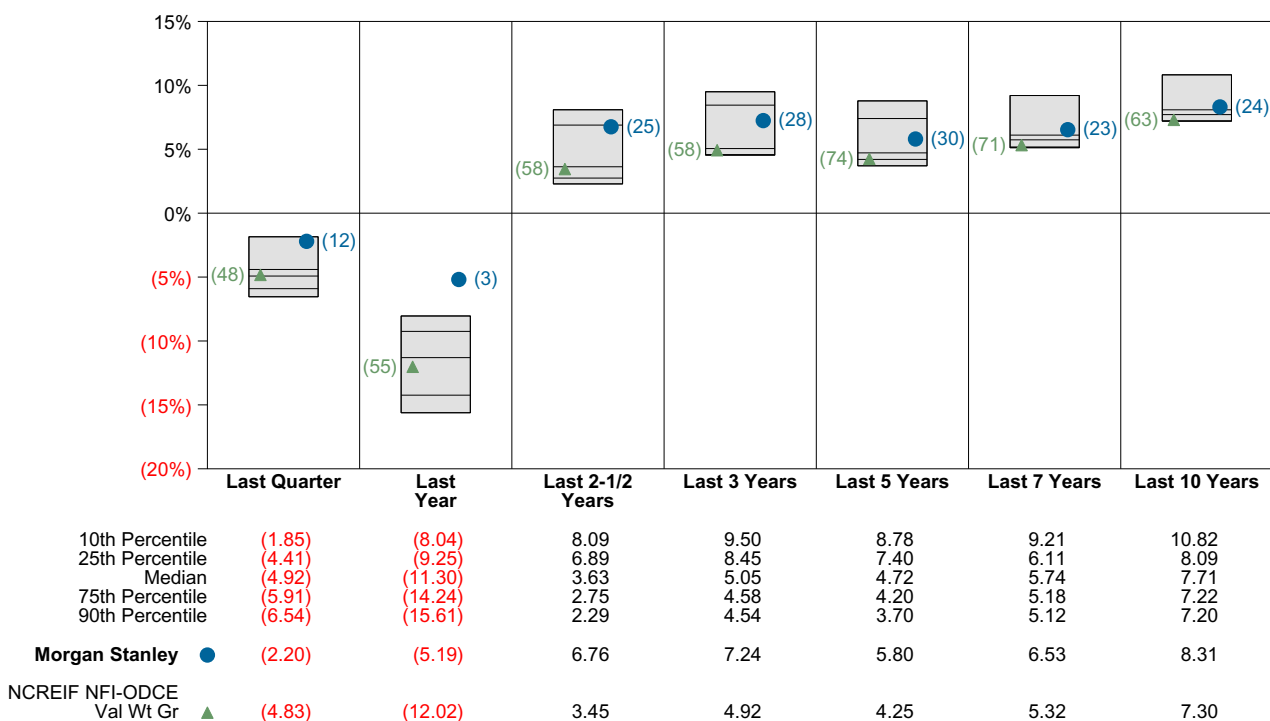 15%
10%
5%
0%
(5%)
(10%)
(15%)
(20%)
(12)
(48)
(3)
(55)
(25)
(58)
(28)
(58)
(30)
(74)
(23)
(71)
(24)
(63)
Last Quarter Last Year Last 2-1/2 Years Last 3 Years Last 5 Years Last 7 Years Last 10 Years
10th Percentile (1.85) (8.04) 8.09 9.50 8.78 9.21 10.82
25th Percentile (4.41) (9.25) 6.89 8.45 7.40 6.11 8.09
Median (4.92) (11.30) 3.63 5.05 4.72 5.74 7.71
75th Percentile (5.91) (14.24) 2.75 4.58 4.20 5.18 7.22
90th Percentile (6.54) (15.61) 2.29 4.54 3.70 5.12 7.20
Morgan Stanley (2.20) (5.19) 6.76 7.24 5.80 6.53 8.31
NCREIF NFI-ODCE
Val Wt Gr (4.83) (12.02) 3.45 4.92 4.25 5.32 7.30